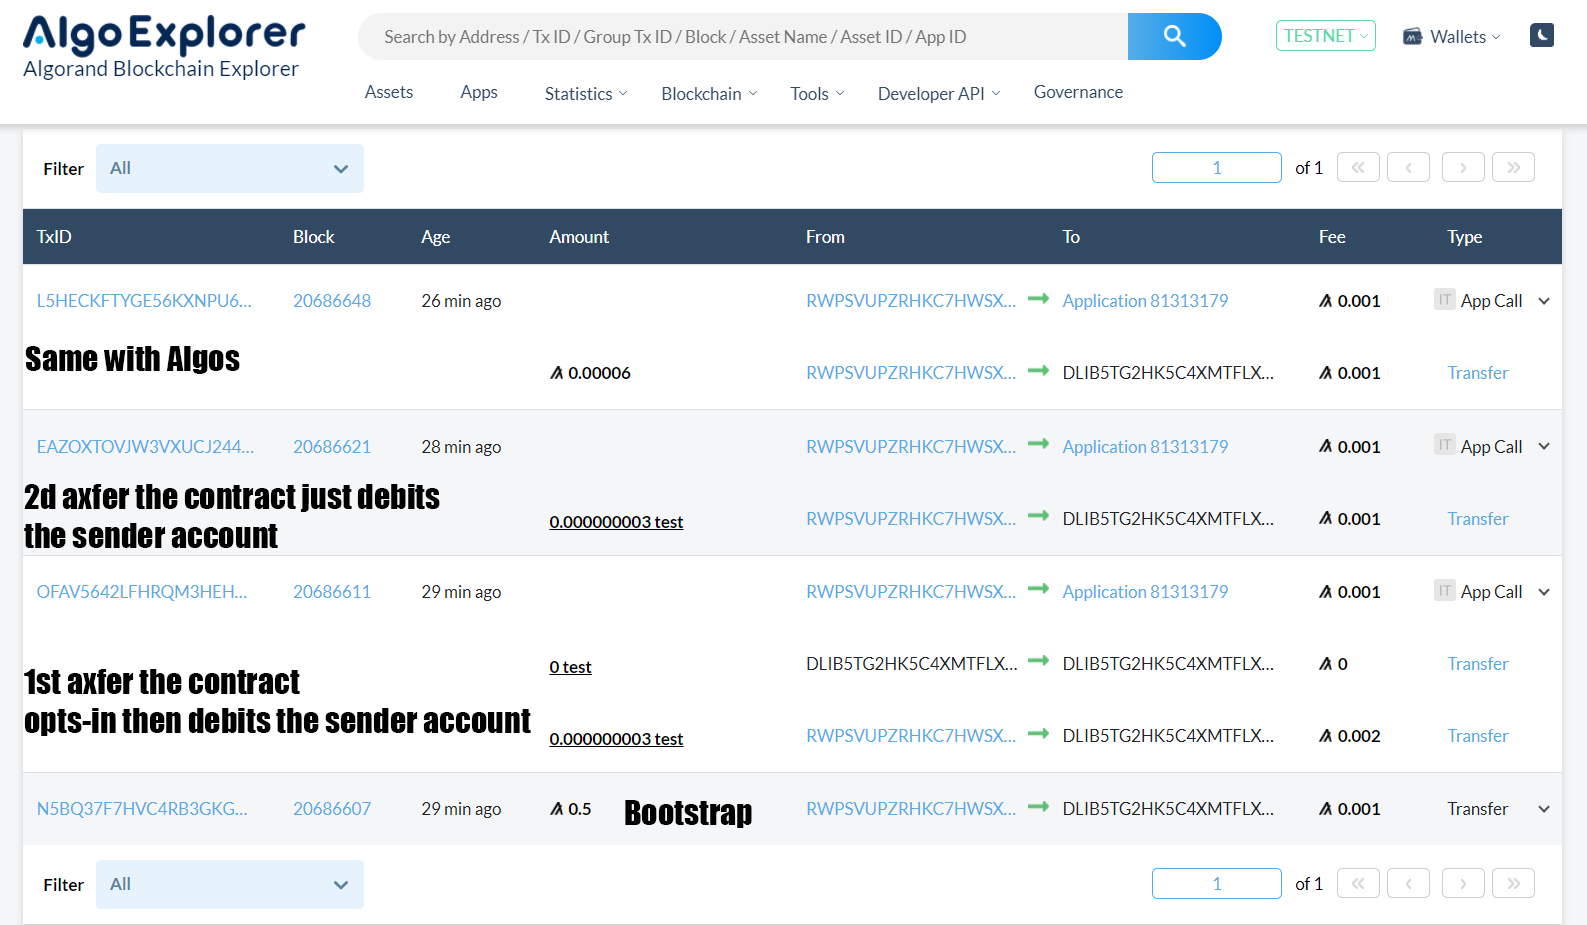 AlgoExplorer
Algorand Blockchain Explorer
Search by Address / Tx ID / Group Tx ID / Block / Asset Name / Asset ID / App ID
TESTNET
Wallets
Assets Apps Statistics Blockchain Tools Developer API Governance
Filter All 1 of 1
TxID Block Age Amount From To Fee Type
L5HECKFTYGE56KXNPU6... 20686648 26 min ago RWPSVUPZRHKC7HWSX... Application 81313179 0.001 IT App Call
Same with Algos
0.00006 RWPSVUPZRHKC7HWSX... DLIB5TG2HK5C4XMTFLX... 0.001 Transfer
EAZOXTOVJW3VXUCJ244... 20686621 28 min ago RWPSVUPZRHKC7HWSX... Application 81313179 0.001 IT App Call
2d axfer the contract just debits
the sender account
0.000000003 test RWPSVUPZRHKC7HWSX... DLIB5TG2HK5C4XMTFLX... 0.001 Transfer
OFAV5642LFHRQM3HEH... 20686611 29 min ago RWPSVUPZRHKC7HWSX... Application 81313179 0.001 IT App Call
0 test DLIB5TG2HK5C4XMTFLX... DLIB5TG2HK5C4XMTFLX... 0 Transfer
1st axfer the contract
opts-in then debits the sender account
0.000000003 test RWPSVUPZRHKC7HWSX... DLIB5TG2HK5C4XMTFLX... 0.002 Transfer
N5BQ37F7HVC4RB3GKG... 20686607 29 min ago 0.5 Bootstrap RWPSVUPZRHKC7HWSX... DLIB5TG2HK5C4XMTFLX... 0.001 Transfer
Filter All 1 of 1